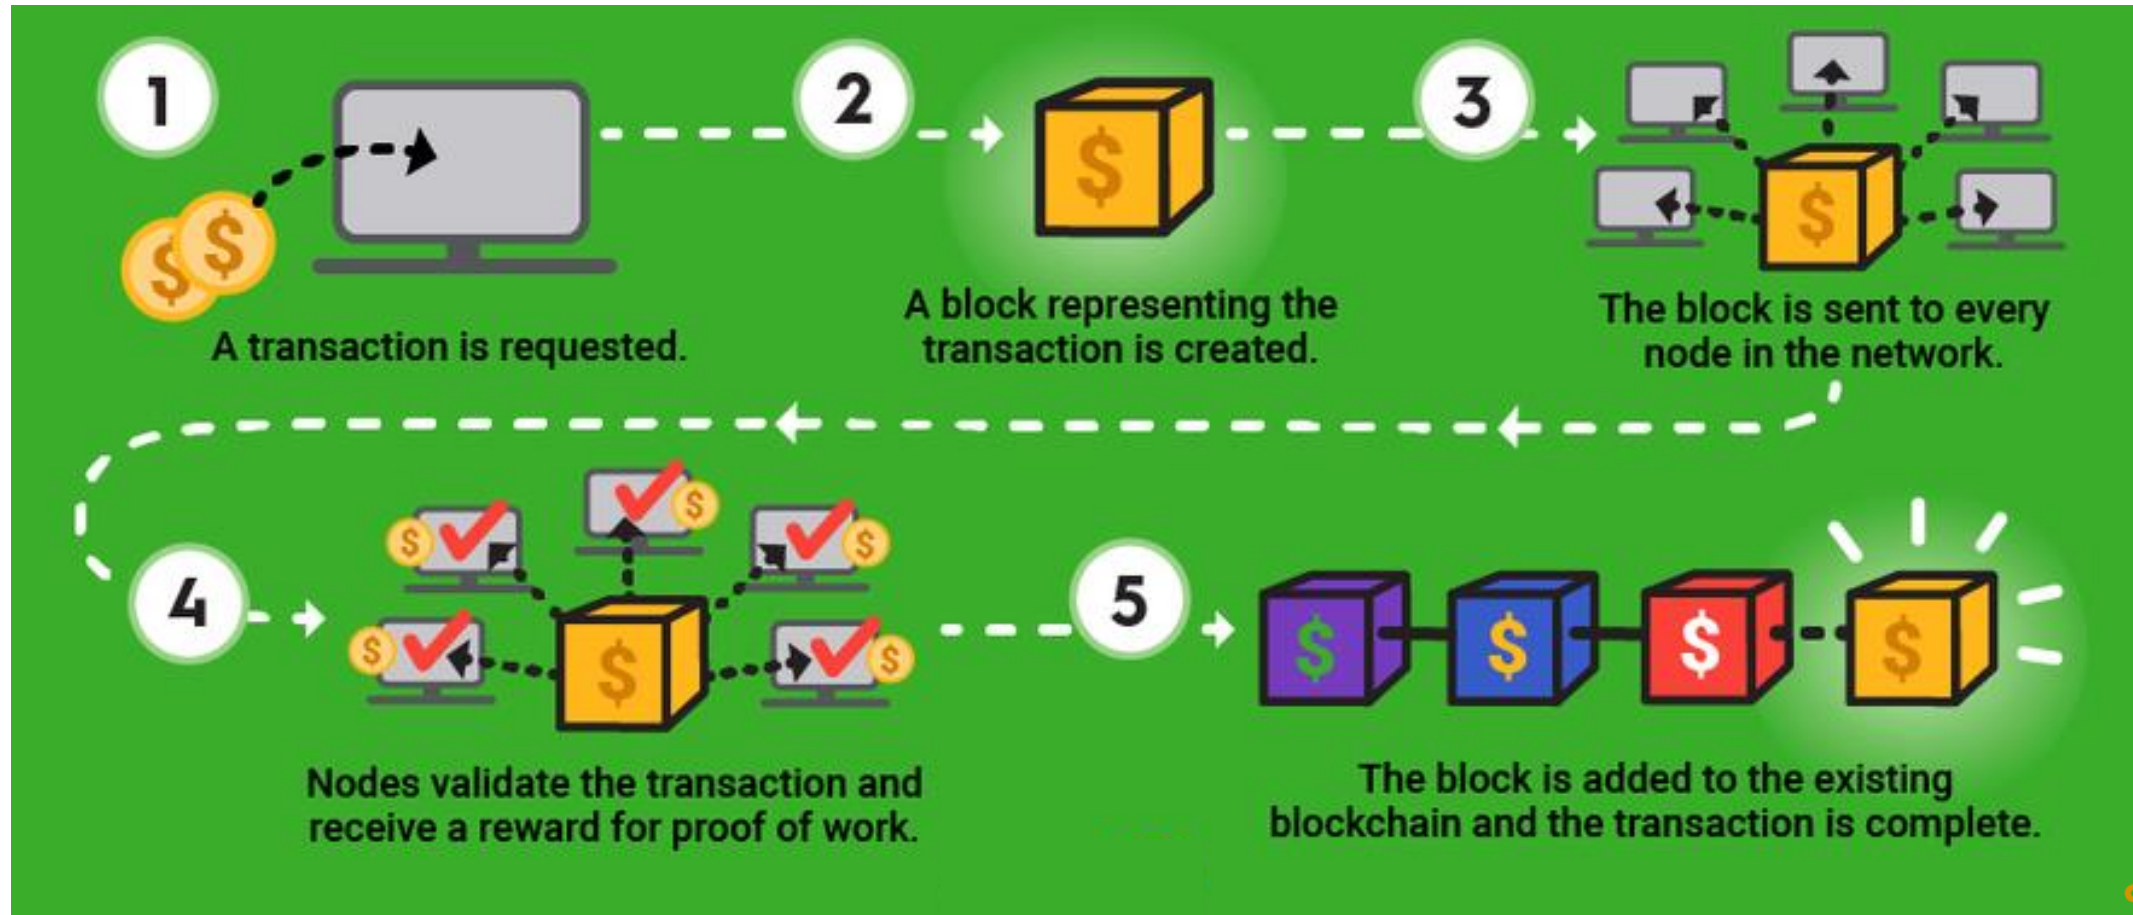 1
2
3
$
$
$
$
A transaction is requested.
A block representing the
transaction is created.
The block is sent to every
node in the network.
4
5
$
$
$
$
$
$
$
$
$
$
Nodes validate the transaction and
receive a reward for proof of work.
The block is added to the existing
blockchain and the transaction is complete.